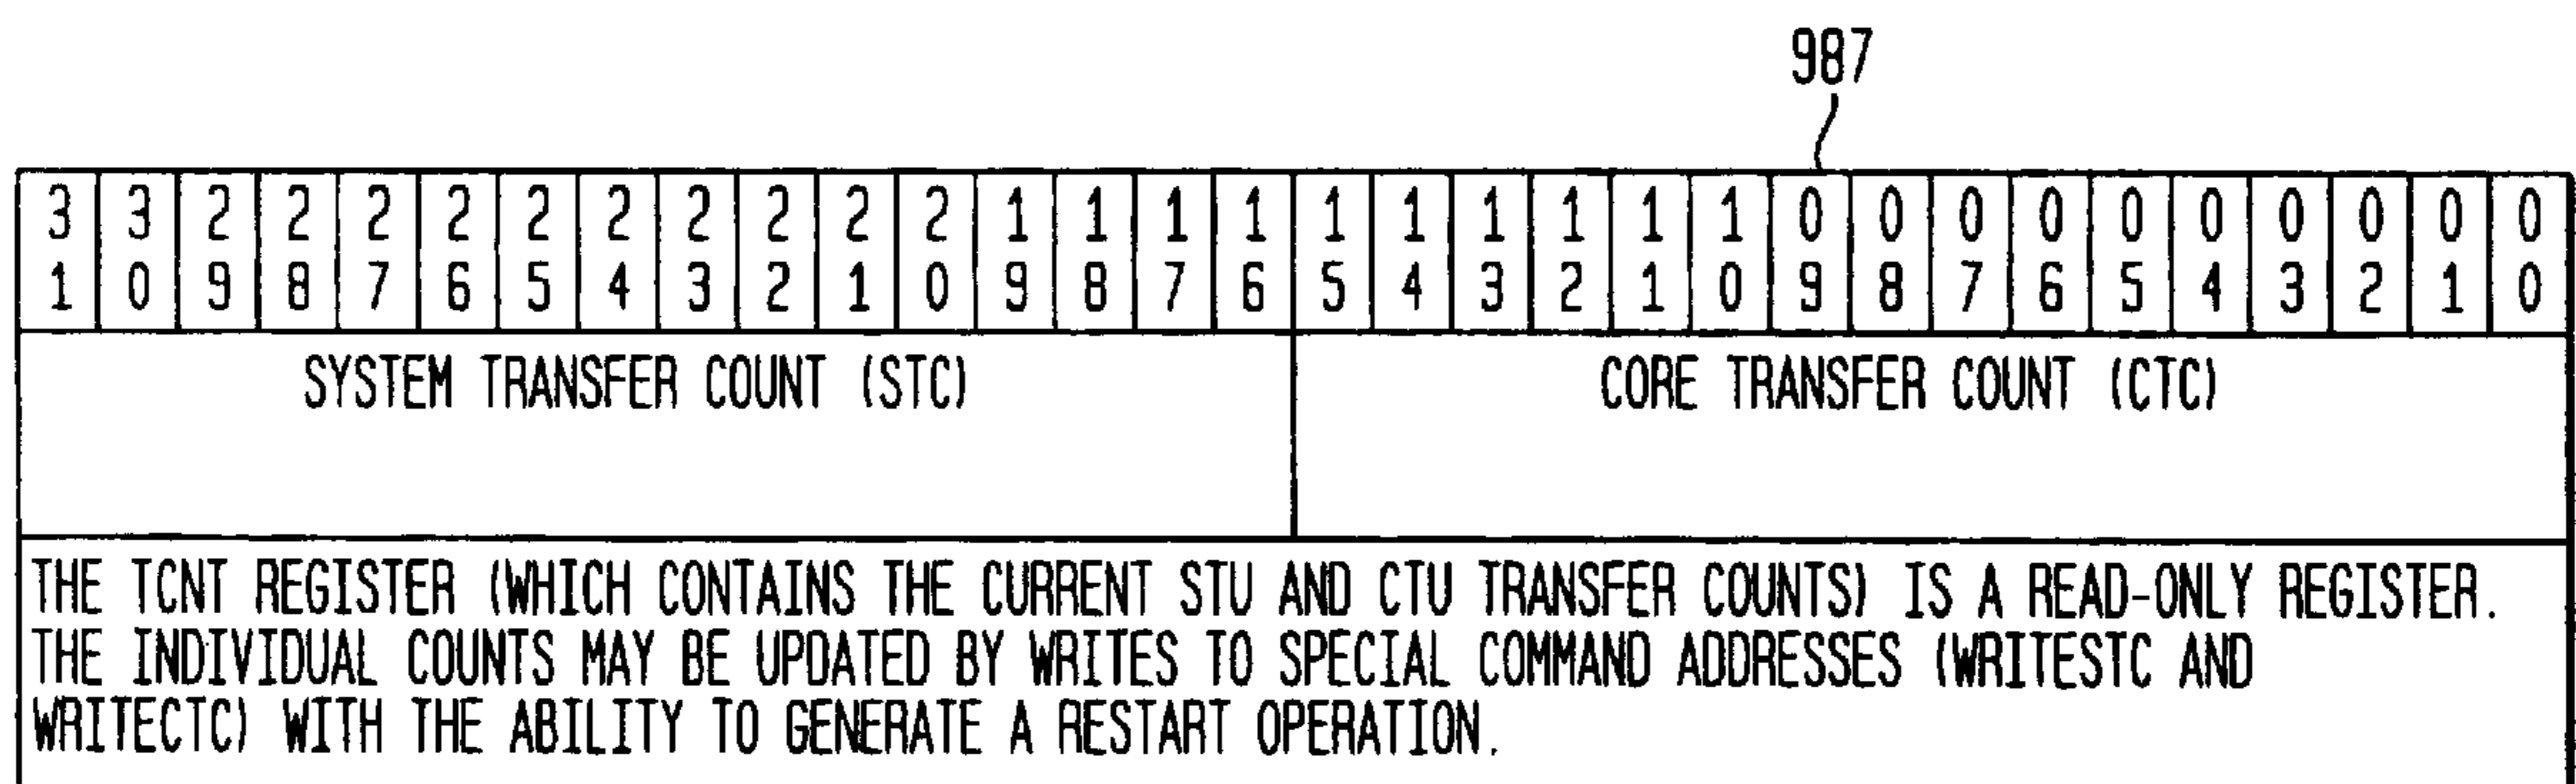 987
3 3 2 2 2 2 2 2 2 2 2 2 1 1 1 1 1 1 1 1 1 1 0 0 0 0 0 0 0 0 0 0
1 0 9 8 7 6 5 4 3 2 1 0 9 8 7 6 5 4 3 2 1 0 9 8 7 6 5 4 3 2 1 0
SYSTEM TRANSFER COUNT (STC) CORE TRANSFER COUNT (CTC)
THE TCNT REGISTER (WHICH CONTAINS THE CURRENT STU AND CTU TRANSFER COUNTS) IS A READ-ONLY REGISTER.
THE INDIVIDUAL COUNTS MAY BE UPDATED BY WRITES TO SPECIAL COMMAND ADDRESSES (WRITESTC AND
WRITECTC) WITH THE ABILITY TO GENERATE A RESTART OPERATION.